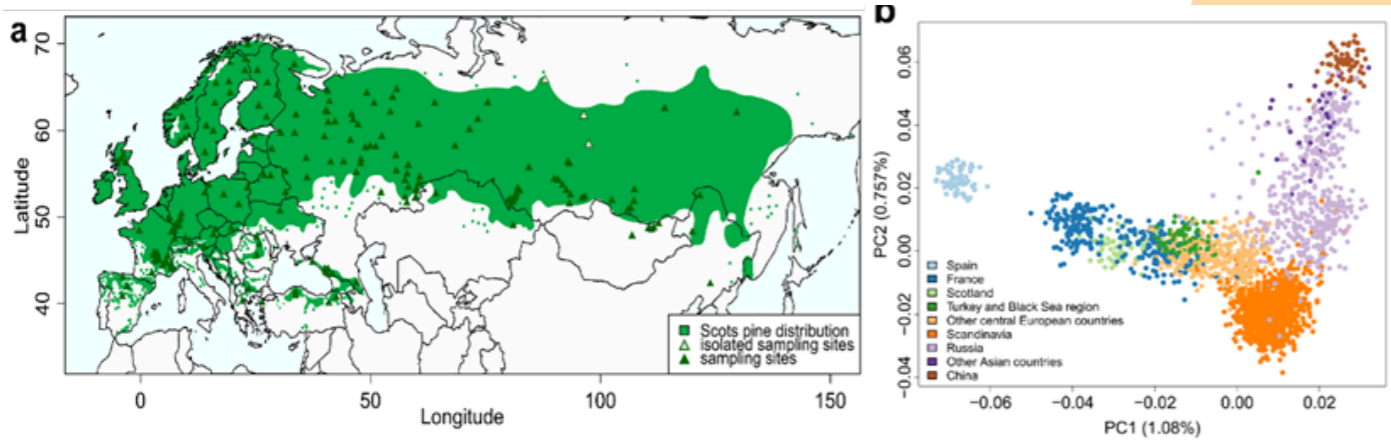 a
70
60
50
40
Latitude
0
50
100
150
Longitude
Scots pine distribution
isolated sampling sites
sampling sites
b
0.06
0.04
0.02
0.00
−0.02
−0.04
PC2 (0.757%)
Spain
France
Scotland
Turkey and Black Sea region
Other central European countries
Scandinavia
Russia
Other Asian countries
China
−0.06
−0.04
−0.02
0.00
0.02
PC1 (1.08%)